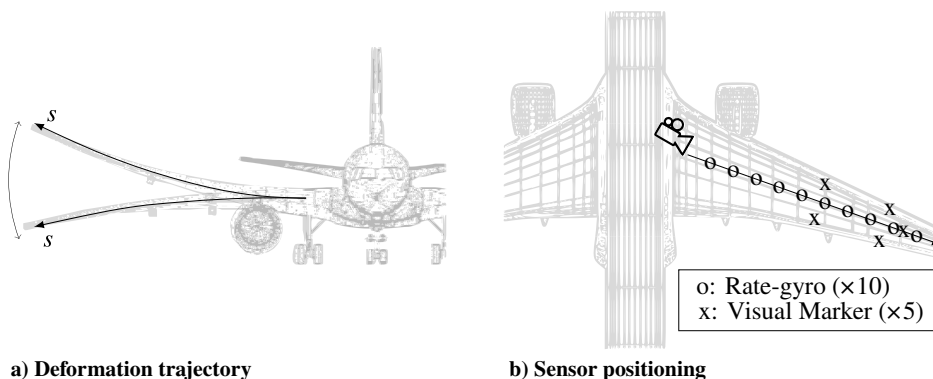 s
s
a) Deformation trajectory
x
o
o
o
o
x
o
o
x
o
o
x
o
x
o
x
o: Rate-gyro (×10)
x: Visual Marker (×5)
b) Sensor positioning